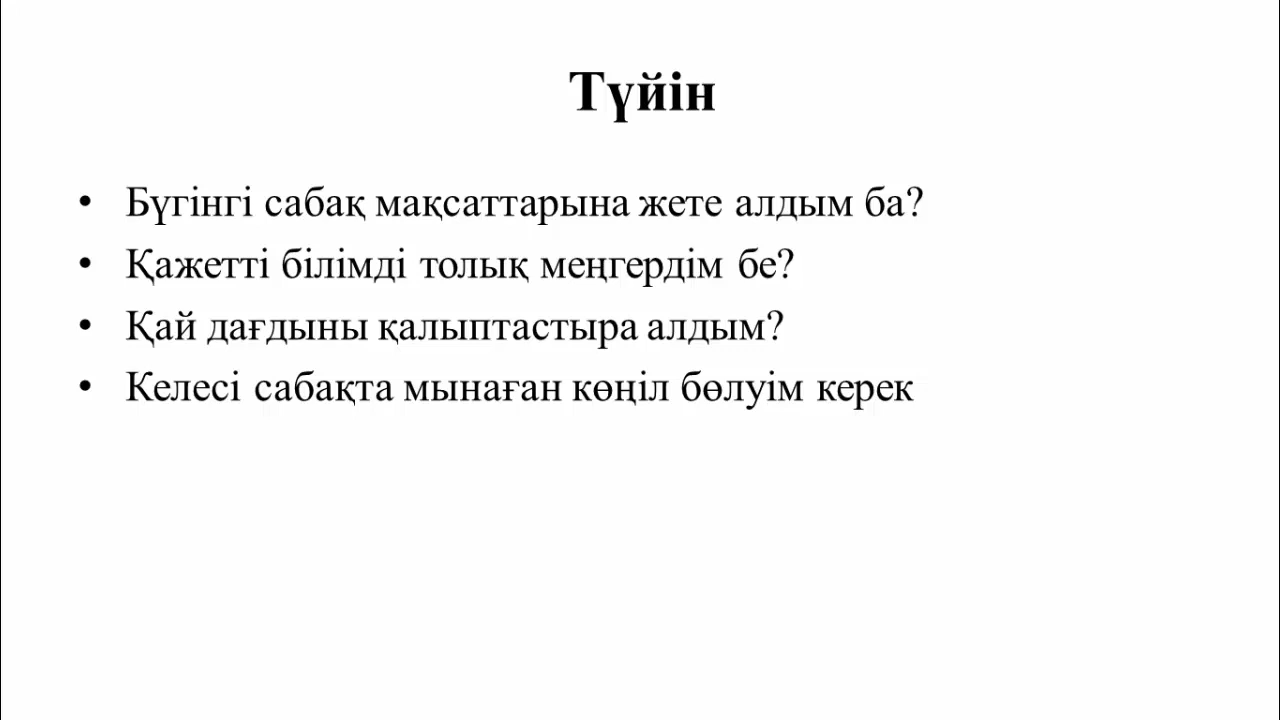 Түйін
• Бүгінгі сабақ мақсаттарына жете алдым ба?
• Қажетті білімді толық меңгердім бе?
• Қай дағдыны қалыптастыра алдым?
• Келесі сабақта мынаған көңіл бөлуім керек